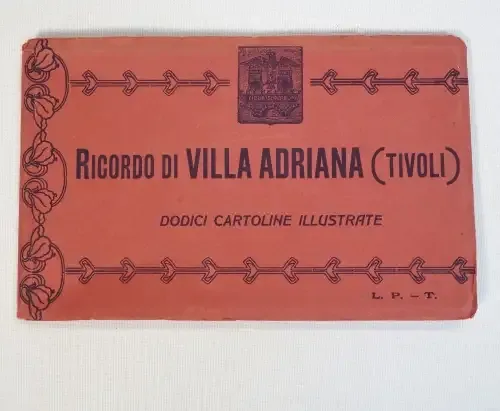 RICORDO DI VILLA ADRIANA (TIVOLI)
DODICI CARTOLINE ILLUSTRATE
L. P. - T.